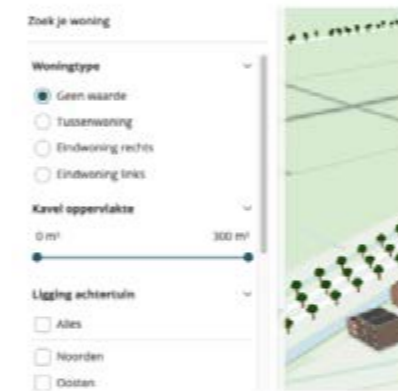 Zoek je woning
Woningtype
Geen waarde
Tussenwoning
Eindwoning rechts
Eindwoning links
Kavel oppervlakte
0 m² 300 m²
Ligging achtertuin
Alles
Noorden
Oosten